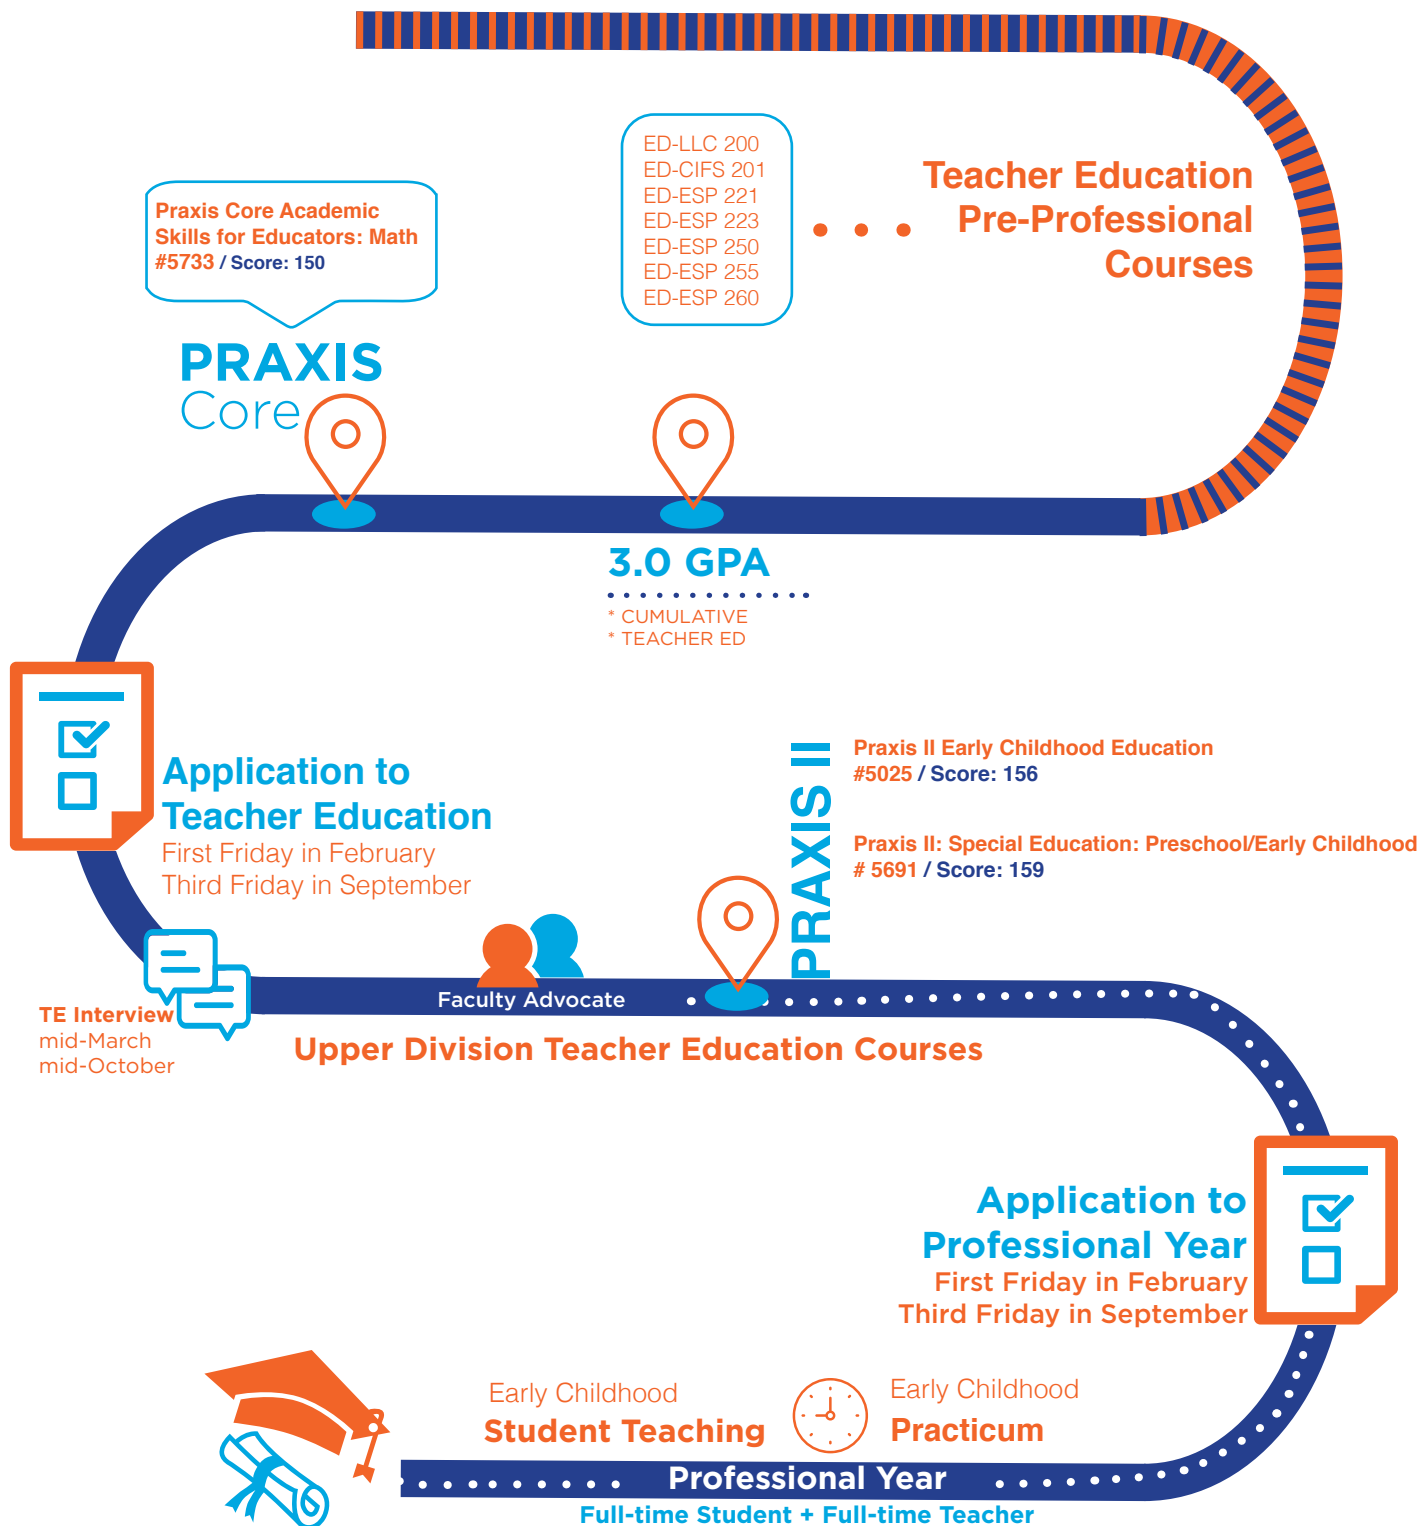 ED-LLC 200
ED-CIFS 201
ED-ESP 221
ED-ESP 223
ED-ESP 250
ED-ESP 255
ED-ESP 260
Teacher Education
Pre-Professional
Courses
Praxis Core Academic
Skills for Educators: Math
#5733 / Score: 150
PRAXIS
Core
3.0 GPA
* CUMULATIVE
* TEACHER ED
Application to
Teacher Education
First Friday in February
Third Friday in September
PRAXIS II
Praxis II Early Childhood Education
#5025 / Score: 156
Praxis II: Special Education: Preschool/Early Childhood
# 5691 / Score: 159
TE Interview
mid-March
mid-October
Faculty Advocate
Upper Division Teacher Education Courses
Application to
Professional Year
First Friday in February
Third Friday in September
Early Childhood
Student Teaching
Early Childhood
Practicum
Professional Year
Full-time Student + Full-time Teacher